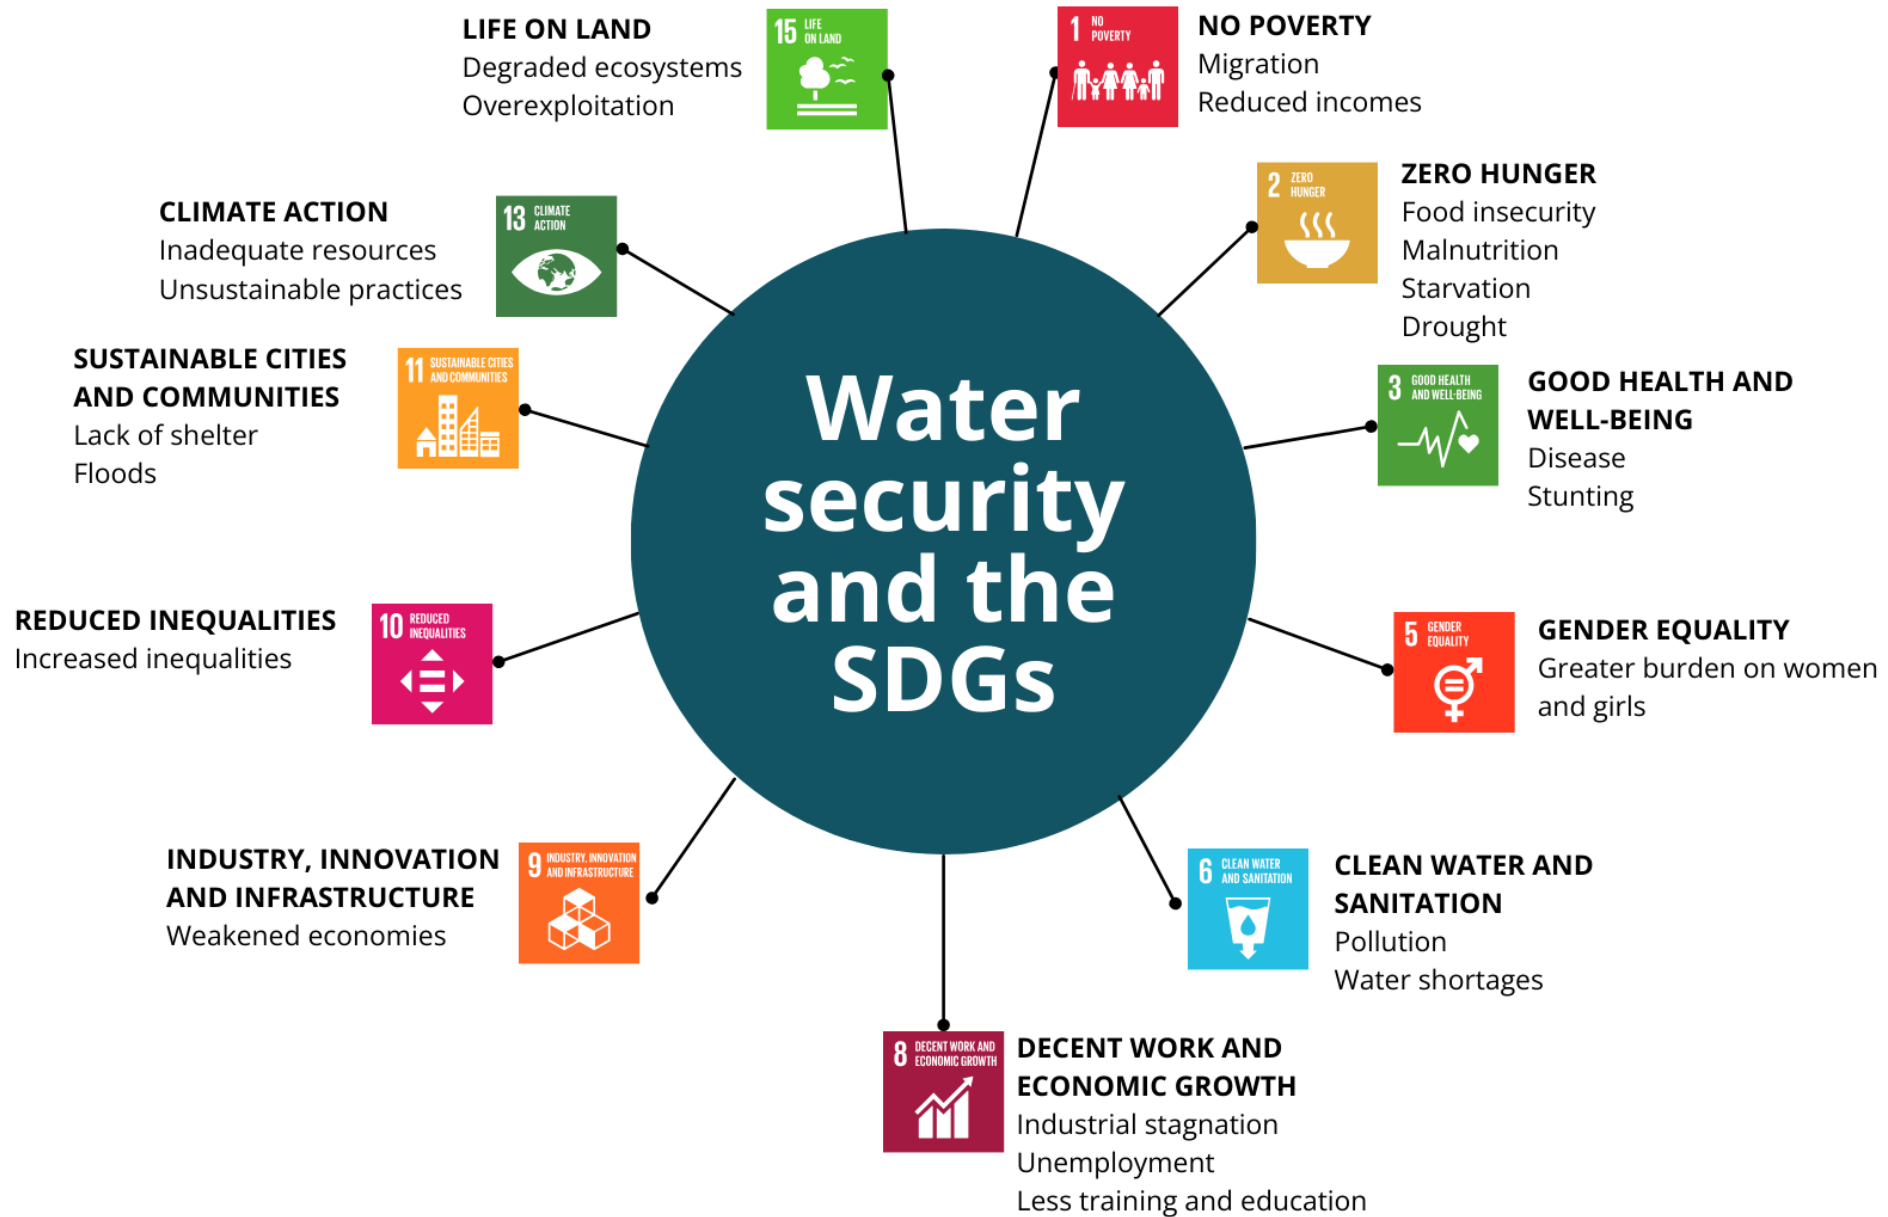 Water
security
and the
SDGs
1 NO
POVERTY
NO POVERTY
Migration
Reduced incomes
2 ZERO
HUNGER
ZERO HUNGER
Food insecurity
Malnutrition
Starvation
Drought
3 GOOD HEALTH
AND WELL-BEING
GOOD HEALTH AND
WELL-BEING
Disease
Stunting
5 GENDER
EQUALITY
GENDER EQUALITY
Greater burden on women
and girls
6 CLEAN WATER
AND SANITATION
CLEAN WATER AND
SANITATION
Pollution
Water shortages
8 DECENT WORK AND
ECONOMIC GROWTH
DECENT WORK AND
ECONOMIC GROWTH
Industrial stagnation
Unemployment
Less training and education
INDUSTRY, INNOVATION
AND INFRASTRUCTURE
Weakened economies
9 INDUSTRY, INNOVATION
AND INFRASTRUCTURE
REDUCED INEQUALITIES
Increased inequalities
10 REDUCED
INEQUALITIES
SUSTAINABLE CITIES
AND COMMUNITIES
Lack of shelter
Floods
11 SUSTAINABLE CITIES
AND COMMUNITIES
CLIMATE ACTION
Inadequate resources
Unsustainable practices
13 CLIMATE
ACTION
LIFE ON LAND
Degraded ecosystems
Overexploitation
15 LIFE
ON LAND